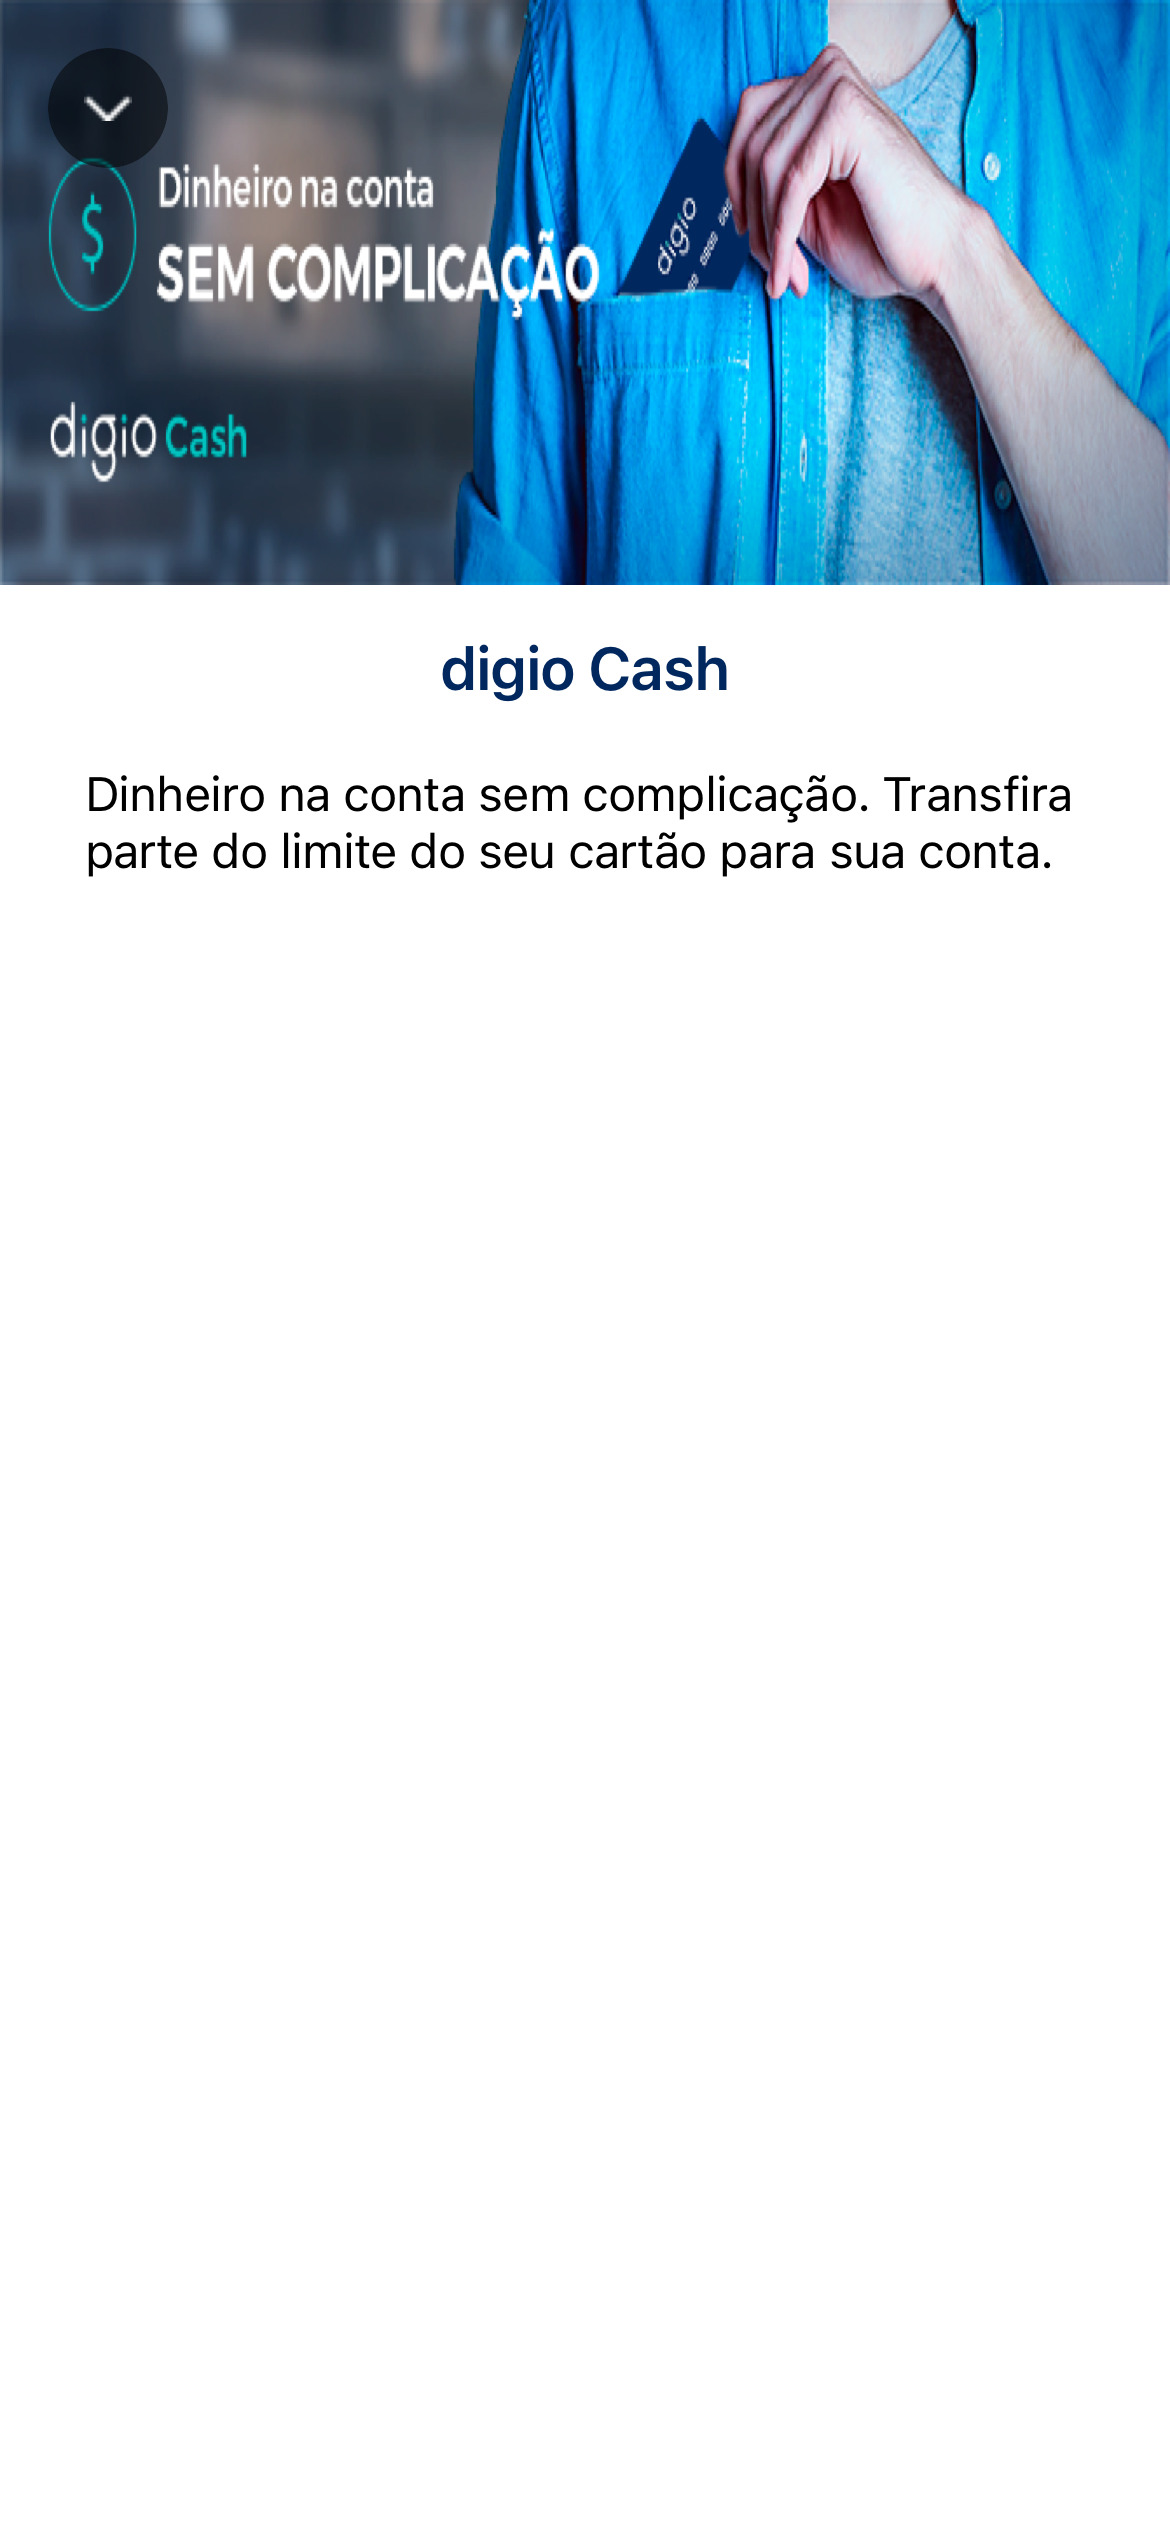 Dinheiro na conta
$
SEM COMPLICAÇÃO
digio
digio Cash
digio Cash
Dinheiro na conta sem complicação. Transfira
parte do limite do seu cartão para sua conta.